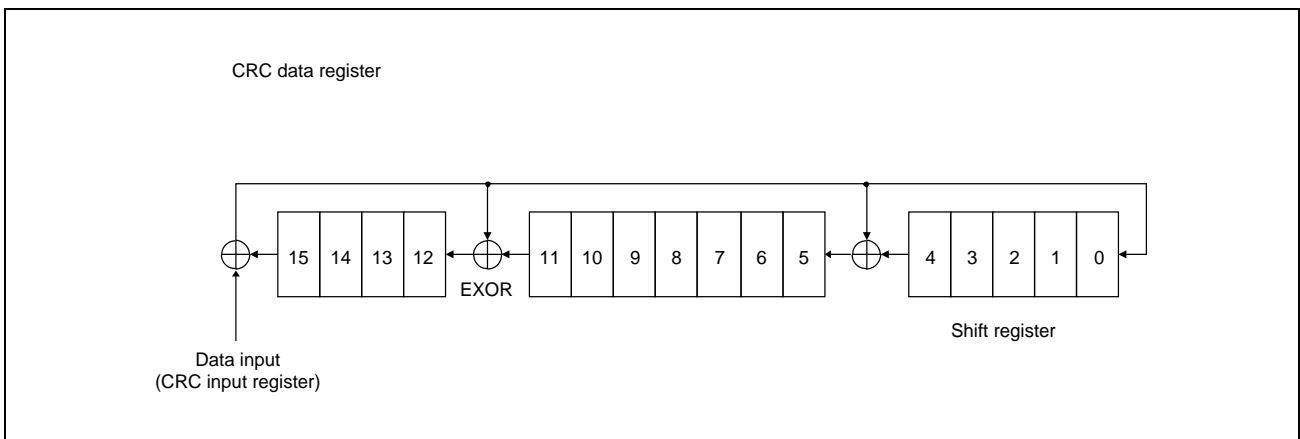 CRC data register
15 14 13 12 11 10 9 8 7 6 5 4 3 2 1 0
EXOR
Shift register
Data input
(CRC input register)